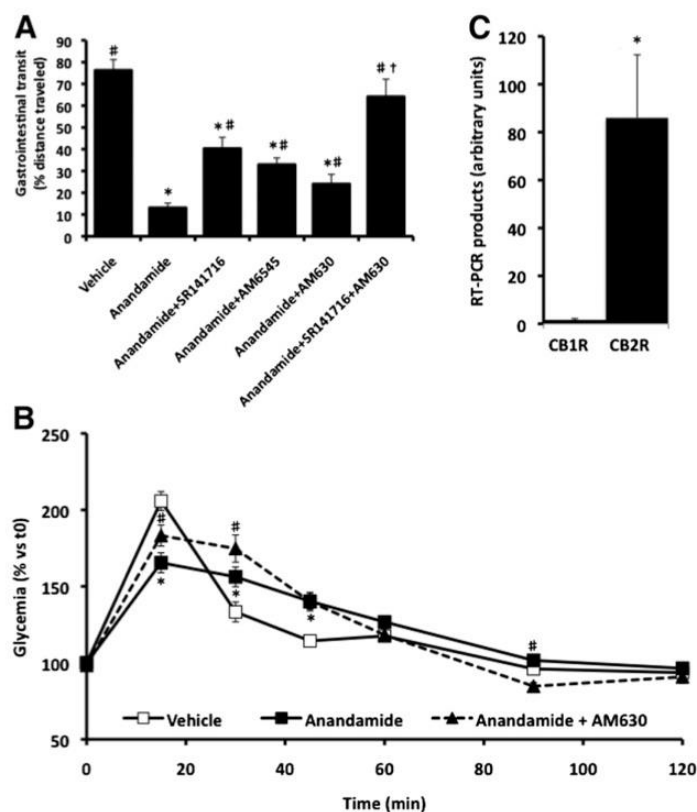 A
Gastrointestinal transit
(% distance traveled)
90
80
70
60
50
40
30
20
10
0
#
*
*#
*#
*#
#†
Vehicle
Anandamide
Anandamide+SR141716
Anandamide+AM6545
Anandamide+AM630
Anandamide+SR141716+AM630
C
RT-PCR products (arbitrary units)
120
100
80
60
40
20
0
*
CB1R
CB2R
B
Glycemia (% vs t0)
250
200
150
100
50
#
*
#
*
*
#
Vehicle
Anandamide
Anandamide + AM630
0
20
40
60
80
100
120
Time (min)